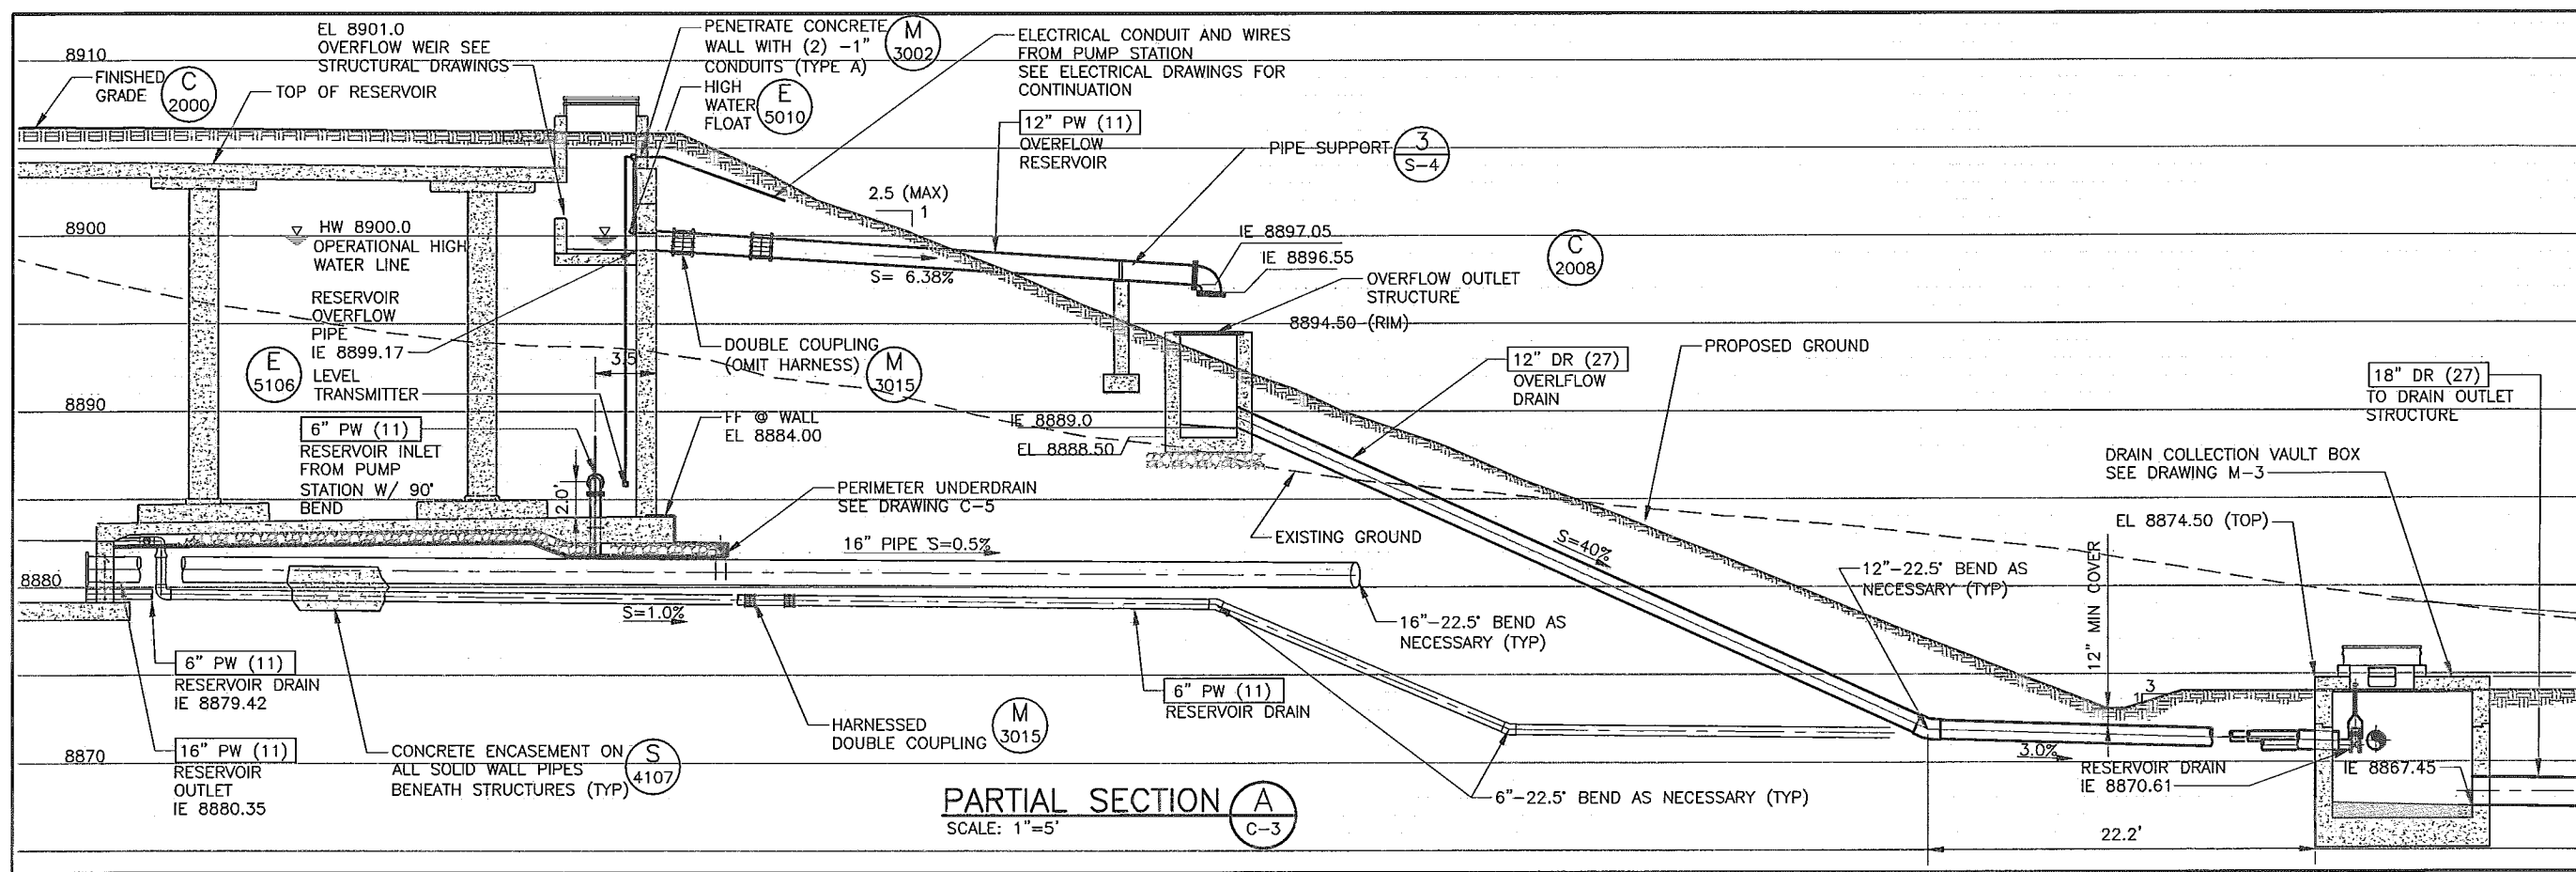 EL 8901.0
OVERFLOW WEIR SEE
STRUCTURAL DRAWINGS
8910
FINISHED
GRADE
C
2000
TOP OF RESERVOIR
PENETRATE CONCRETE
WALL WITH (2) -1"
CONDUITS (TYPE A)
M
3002
HIGH
WATER
FLOAT
E
5010
ELECTRICAL CONDUIT AND WIRES
FROM PUMP STATION
SEE ELECTRICAL DRAWINGS FOR
CONTINUATION
12" PW (11)
OVERFLOW
RESERVOIR
PIPE SUPPORT
3
S-4
2.5 (MAX)
1
8900
HW 8900.0
OPERATIONAL HIGH
WATER LINE
S= 6.38%
IE 8897.05
IE 8896.55
C
2008
OVERFLOW OUTLET
STRUCTURE
8894.50 (RIM)
RESERVOIR
OVERFLOW
PIPE
IE 8899.17
3.5'
DOUBLE COUPLING
(OMIT HARNESS)
M
3015
E
5106
LEVEL
TRANSMITTER
12" DR (27)
OVERLFLOW
DRAIN
PROPOSED GROUND
18" DR (27)
TO DRAIN OUTLET
STRUCTURE
8890
6" PW (11)
RESERVOIR INLET
FROM PUMP
STATION W/ 90°
BEND
2.0'
FF @ WALL
EL 8884.00
IE 8889.0
EL 8888.50
DRAIN COLLECTION VAULT BOX
SEE DRAWING M-3
PERIMETER UNDERDRAIN
SEE DRAWING C-5
EXISTING GROUND
EL 8874.50 (TOP)
16" PIPE S=0.5%
S=40%
12" MIN COVER
12"-22.5° BEND AS
NECESSARY (TYP)
8880
S=1.0%
16"-22.5° BEND AS
NECESSARY (TYP)
6" PW (11)
RESERVOIR DRAIN
IE 8879.42
6" PW (11)
RESERVOIR DRAIN
3
1
HARNESSED
DOUBLE COUPLING
M
3015
16" PW (11)
RESERVOIR
OUTLET
IE 8880.35
CONCRETE ENCASEMENT ON
ALL SOLID WALL PIPES
BENEATH STRUCTURES (TYP)
S
4107
8870
3.0%
RESERVOIR DRAIN
IE 8870.61
IE 8867.45
6"-22.5° BEND AS NECESSARY (TYP)
PARTIAL SECTION
A
C-3
SCALE: 1"=5'
22.2'